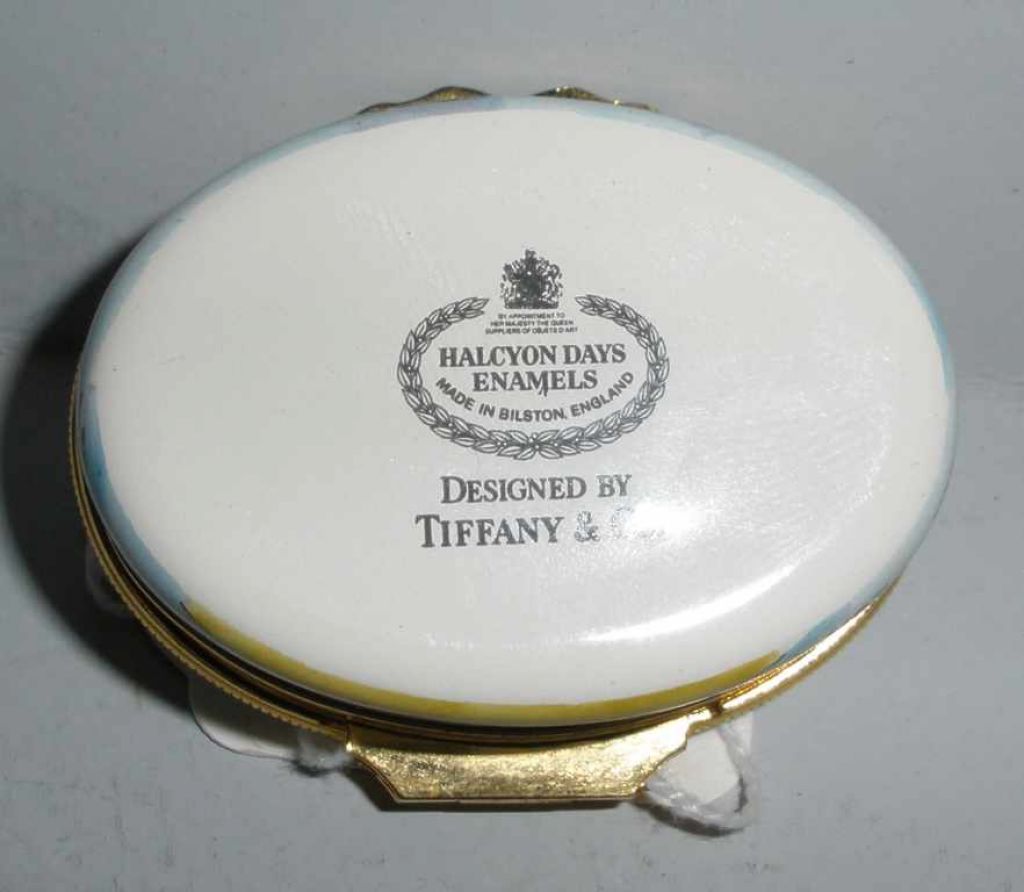 BY APPOINTMENT TO
HER MAJESTY THE QUEEN
SUPPLIERS OF OBJETS D'ART
HALCYON DAYS
ENAMELS
MADE IN BILSTON, ENGLAND
DESIGNED BY
TIFFANY &